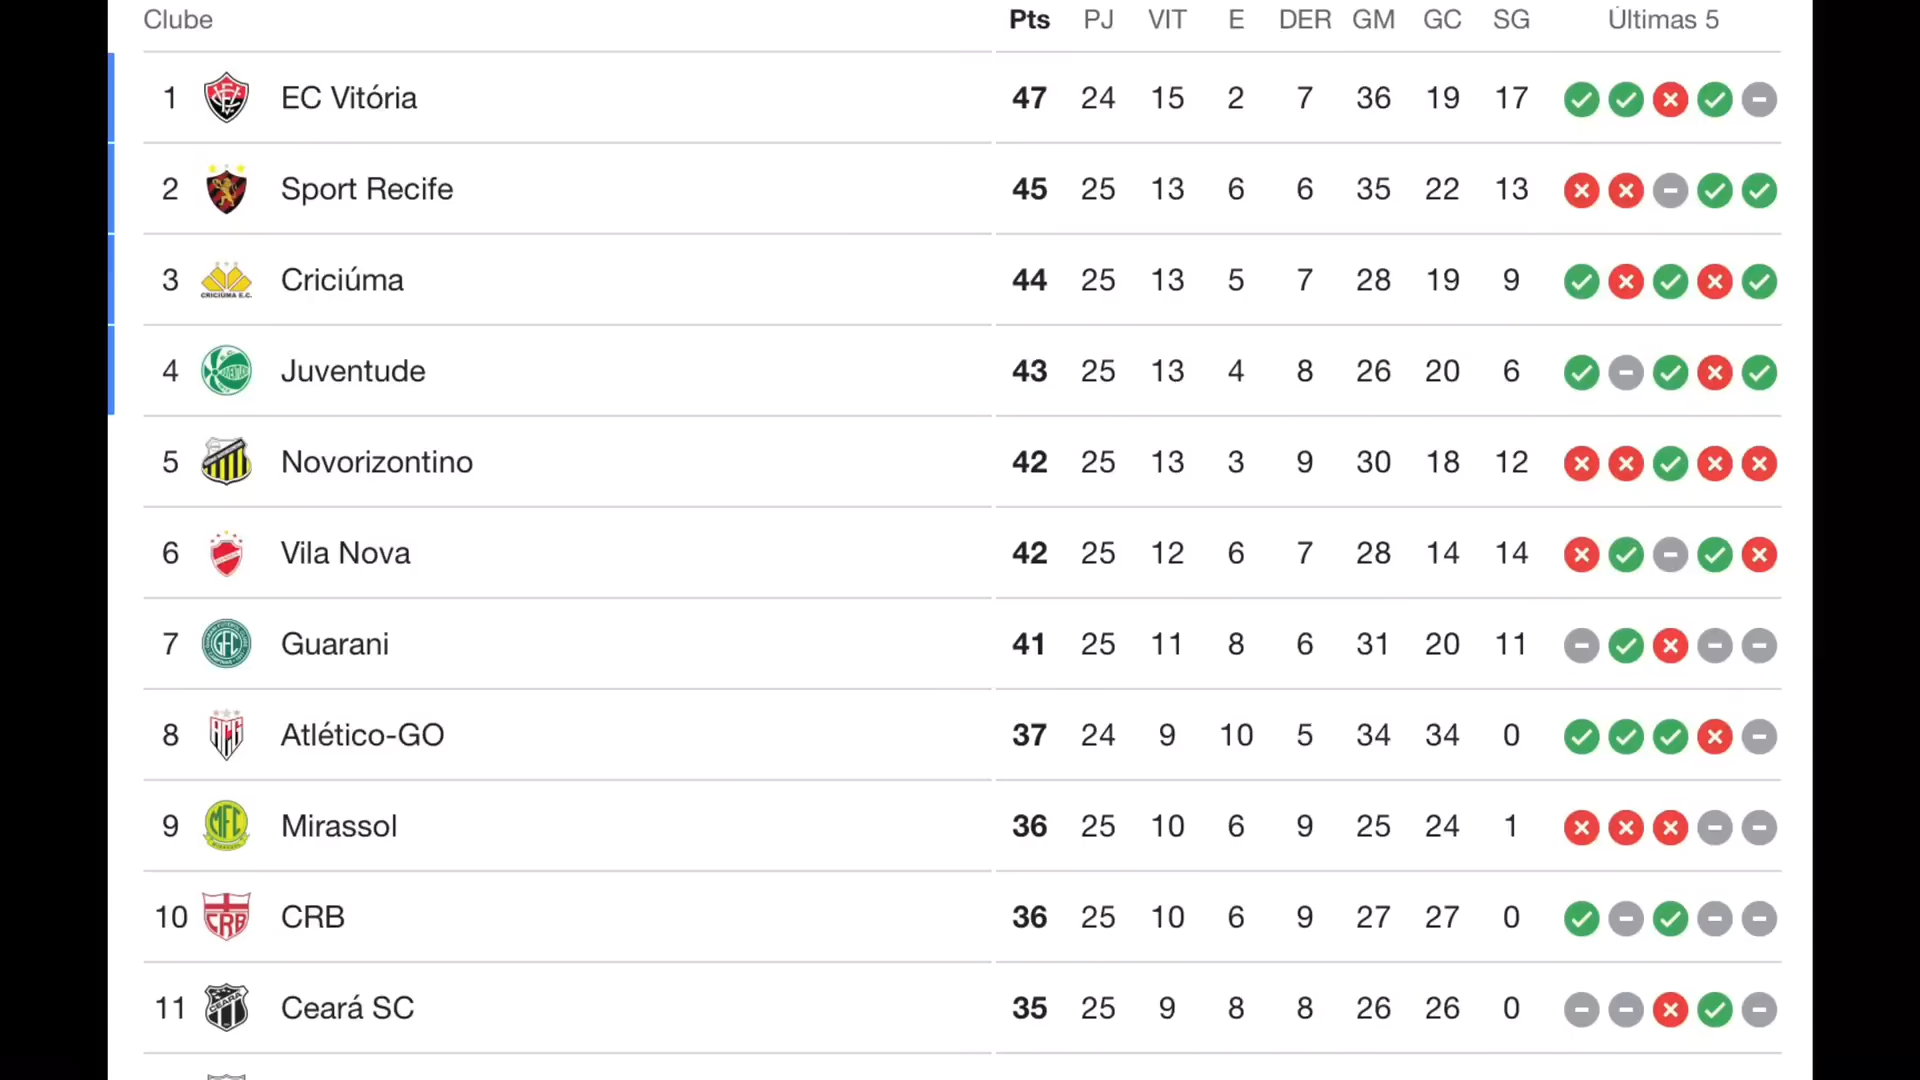 Clube Pts PJ VIT E DER GM GC SG Últimas 5
1 EC Vitória 47 24 15 2 7 36 19 17
2 Sport Recife 45 25 13 6 6 35 22 13
3 CRICIÚMA E.C. Criciúma 44 25 13 5 7 28 19 9
4 Juventude 43 25 13 4 8 26 20 6
5 Novorizontino 42 25 13 3 9 30 18 12
6 Vila Nova 42 25 12 6 7 28 14 14
7 GFC Guarani 41 25 11 8 6 31 20 11
8 ACG Atlético-GO 37 24 9 10 5 34 34 0
9 MFC Mirassol 36 25 10 6 9 25 24 1
10 CRB CRB 36 25 10 6 9 27 27 0
11 CEARÁ Ceará SC 35 25 9 8 8 26 26 0